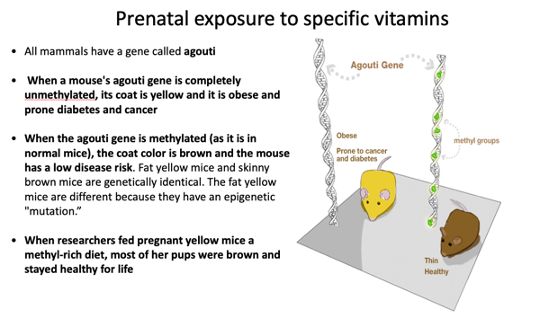 Prenatal exposure to specific vitamins
• All mammals have a gene called agouti
• When a mouse's agouti gene is completely
unmethylated, its coat is yellow and it is obese and
prone diabetes and cancer
• When the agouti gene is methylated (as it is in
normal mice), the coat color is brown and the mouse
has a low disease risk. Fat yellow mice and skinny
brown mice are genetically identical. The fat yellow
mice are different because they have an epigenetic
"mutation.”
• When researchers fed pregnant yellow mice a
methyl-rich diet, most of her pups were brown and
stayed healthy for life
Agouti Gene
methyl groups
Obese
Prone to cancer
and diabetes
Thin
Healthy